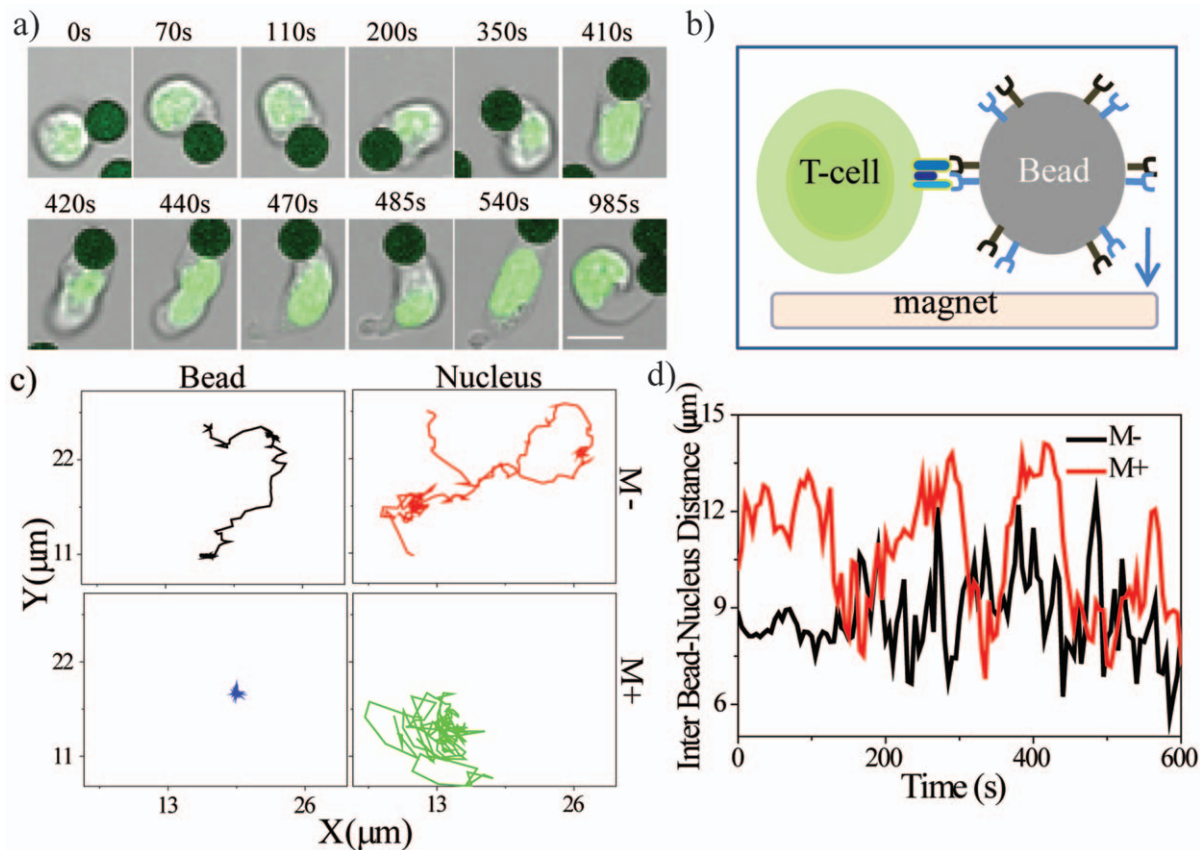 a)
0s 70s 110s 200s 350s 410s
420s 440s 470s 485s 540s 985s
b)
T-cell
Bead
magnet
c)
Bead Nucleus
Y(μm)
22
11
22
11
M-
M+
13 26 13 26
X(μm)
d)
Inter Bead-Nucleus Distance (μm)
15
12
9
6
M-
M+
0 200 400 600
Time (s)